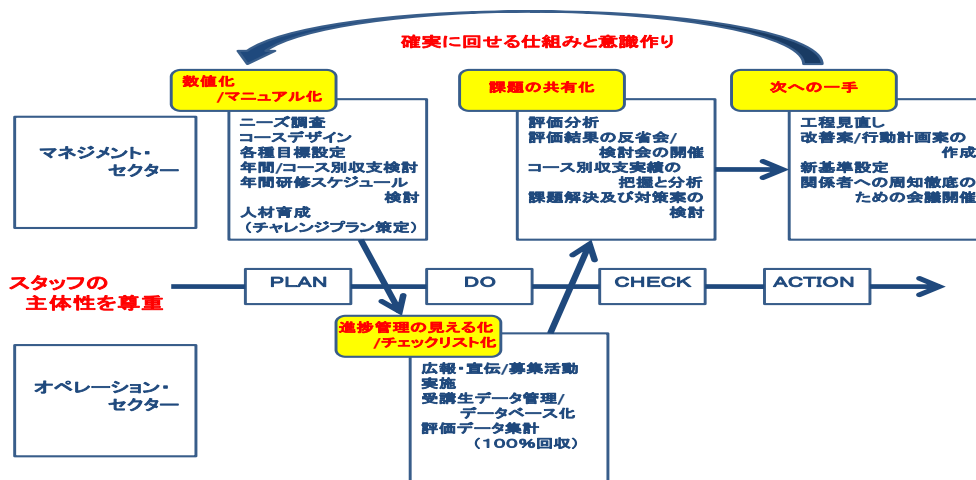 確実に回せる仕組みと意識作り
数値化
/マニュアル化
課題の共有化
次への一手
マネジメント・
セクター
ニーズ調査
コースデザイン
各種目標設定
年間/コース別収支検討
年間研修スケジュール
検討
人材育成
(チャレンジプラン策定)
評価分析
評価結果の反省会/
検討会の開催
コース別収支実績の
把握と分析
課題解決及び対策案の
検討
工程見直し
改善案/行動計画案の
作成
新基準設定
関係者への周知徹底の
ための会議開催
スタッフの
主体性を尊重
PLAN
DO
CHECK
ACTION
進捗管理の見える化
/チェックリスト化
オペレーション・
セクター
広報・宣伝/募集活動
実施
受講生データ管理/
データベース化
評価データ集計
(100%回収)